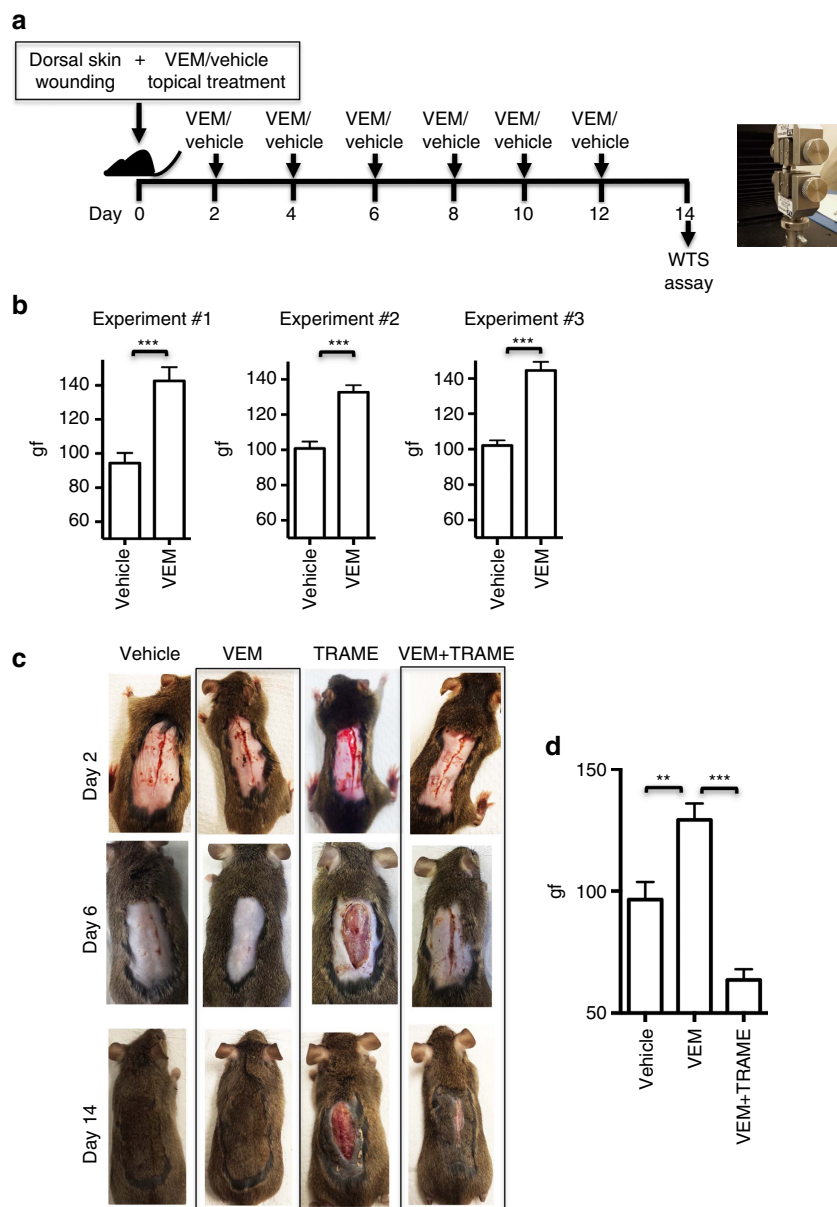 a
Dorsal skin + VEM/vehicle
wounding topical treatment
VEM/ VEM/ VEM/ VEM/ VEM/ VEM/
vehicle vehicle vehicle vehicle vehicle vehicle
Day 0 2 4 6 8 10 12 14
WTS
assay
b
Experiment #1
***
140
120
100
80
60
gf
Vehicle
VEM
Experiment #2
***
140
120
100
80
60
gf
Vehicle
VEM
Experiment #3
***
140
120
100
80
60
gf
Vehicle
VEM
c
Vehicle VEM TRAME VEM+TRAME
Day 2
Day 6
Day 14
d
** ***
150
100
50
gf
Vehicle
VEM
VEM+TRAME